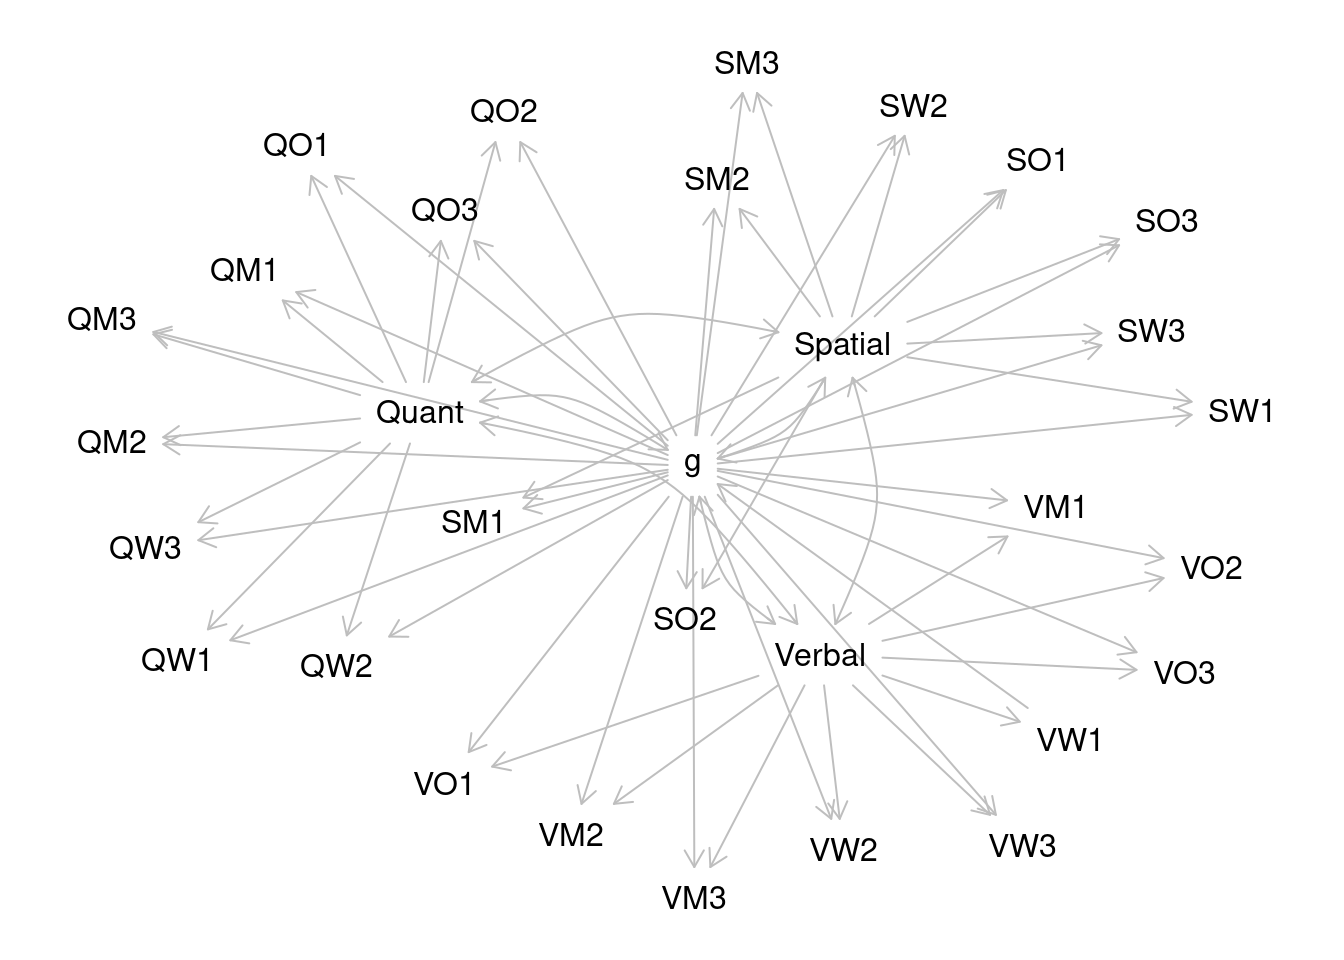 SM3
SW2
QO2
QO1
SO1
SM2
QO3
SO3
QM1
QM3
SW3
Spatial
Quant
SW1
QM2
g
VM1
SM1
QW3
VO2
SO2
Verbal
QW1
QW2
VO3
VW1
VO1
VM2
VW3
VW2
VM3